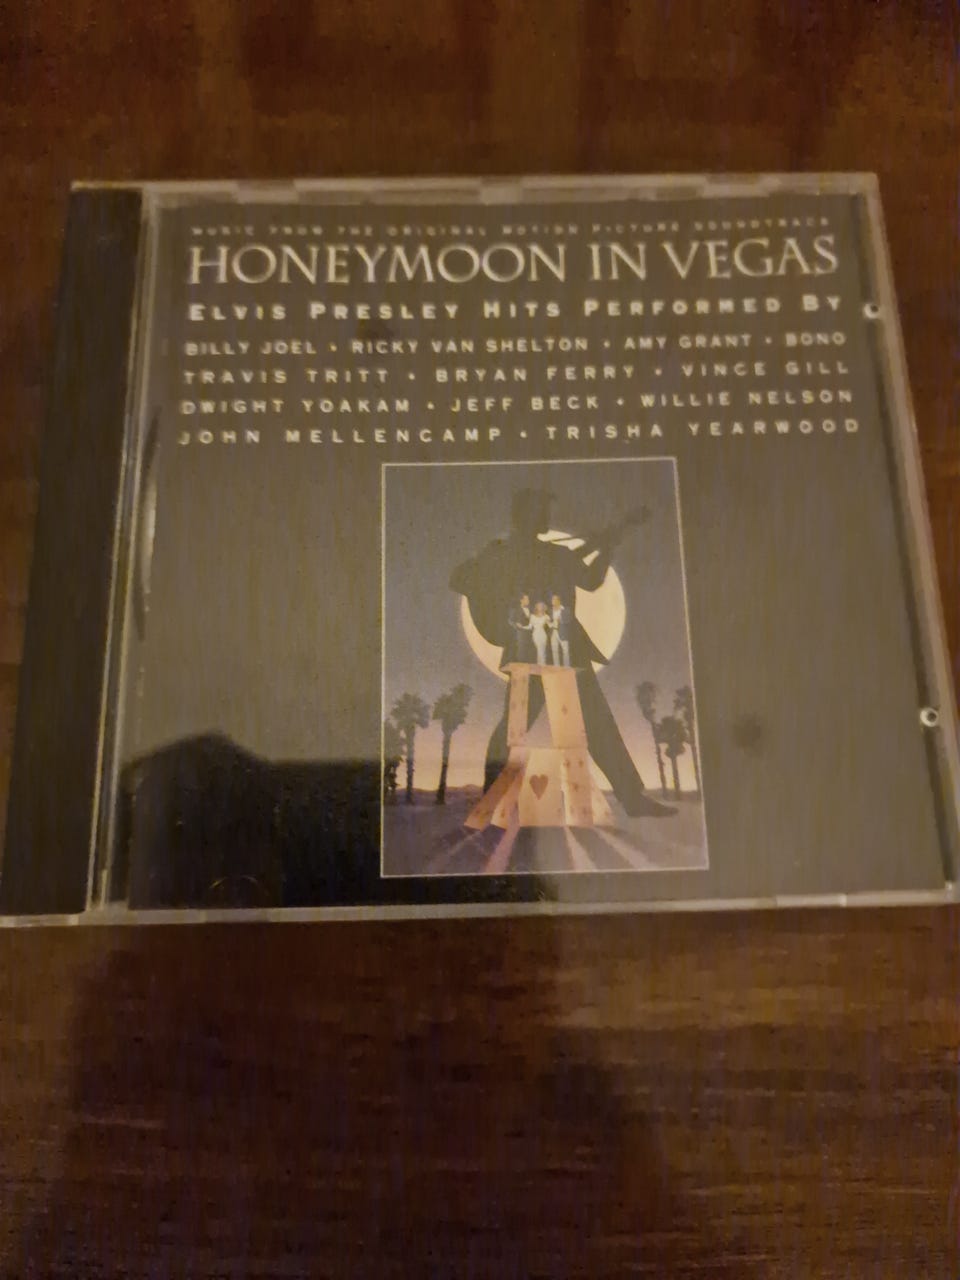 MUSIC FROM THE ORIGINAL MOTION PICTURE SOUNDTRACK
HONEYMOON IN VEGAS
ELVIS PRESLEY HITS PERFORMED BY
BILLY JOEL • RICKY VAN SHELTON • AMY GRANT • BONO
TRAVIS TRITT • BRYAN FERRY • VINCE GILL
DWIGHT YOAKAM • JEFF BECK • WILLIE NELSON
JOHN MELLENCAMP • TRISHA YEARWOOD